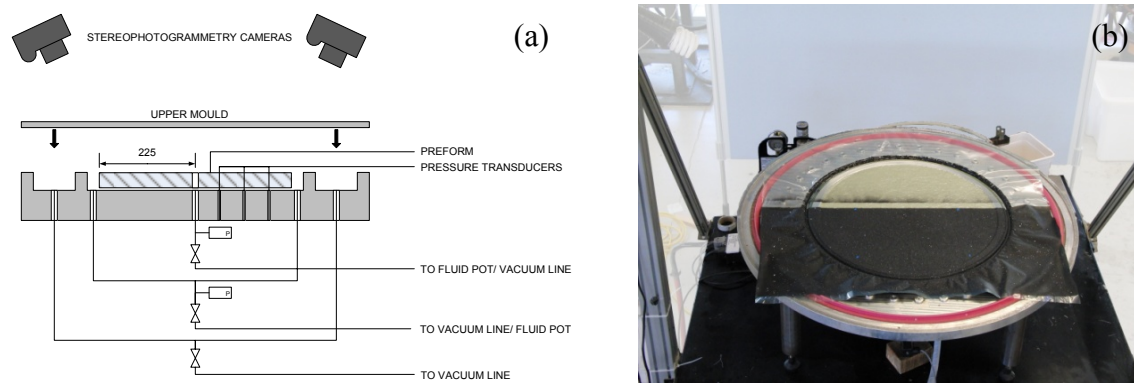 STEREOPHOTOGRAMMETRY CAMERAS
(a)
(b)
UPPER MOULD
225
PREFORM
PRESSURE TRANSDUCERS
P
TO FLUID POT/ VACUUM LINE
P
TO VACUUM LINE/ FLUID POT
TO VACUUM LINE